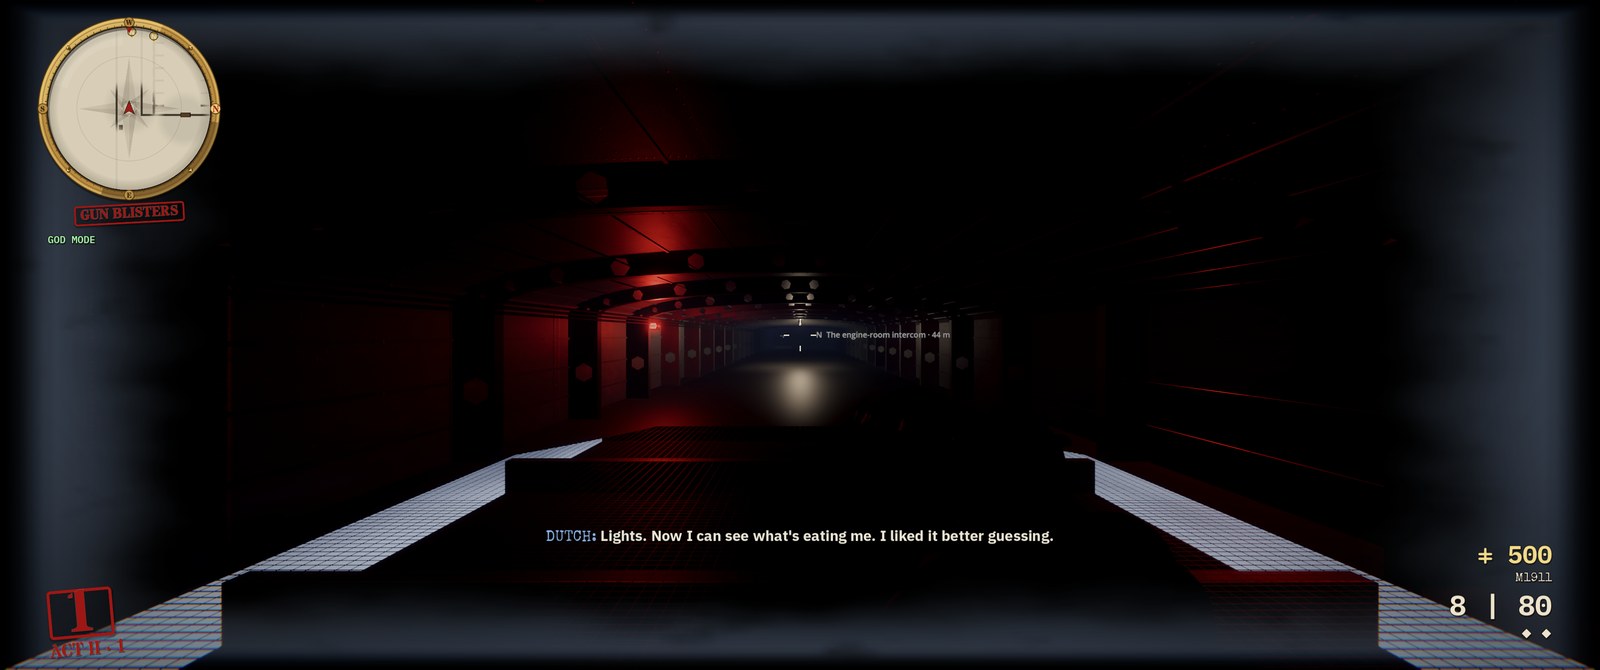 W
S
N
E
GUN BLISTERS
GOD MODE
N The engine-room intercom · 44 m
DUTCH: Lights. Now I can see what's eating me. I liked it better guessing.
500
M1911
8 | 80
1
ACT II · 1